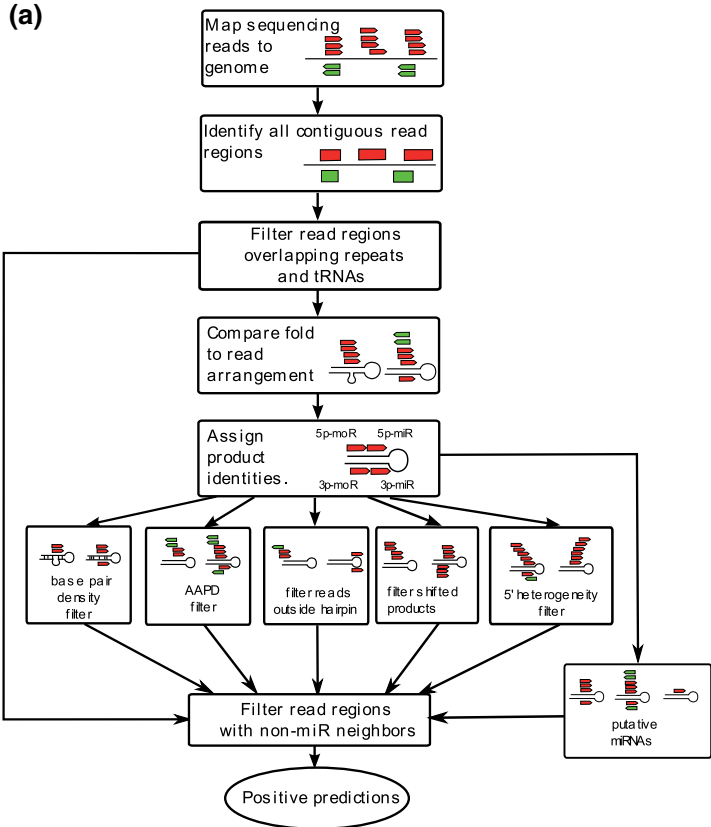 (a)
Map sequencing
reads to
genome
Identify all contiguous read
regions
Filter read regions
overlapping repeats
and tRNAs
Compare fold
to read
arrangement
Assign
product
identities.
5p-moR 5p-miR
3p-moR 3p-miR
base pair
density
filter
AAPD
filter
filter reads
outside hairpin
filter shifted
products
5' heterogeneity
filter
putative
miRNAs
Filter read regions
with non-miR neighbors
Positive predictions